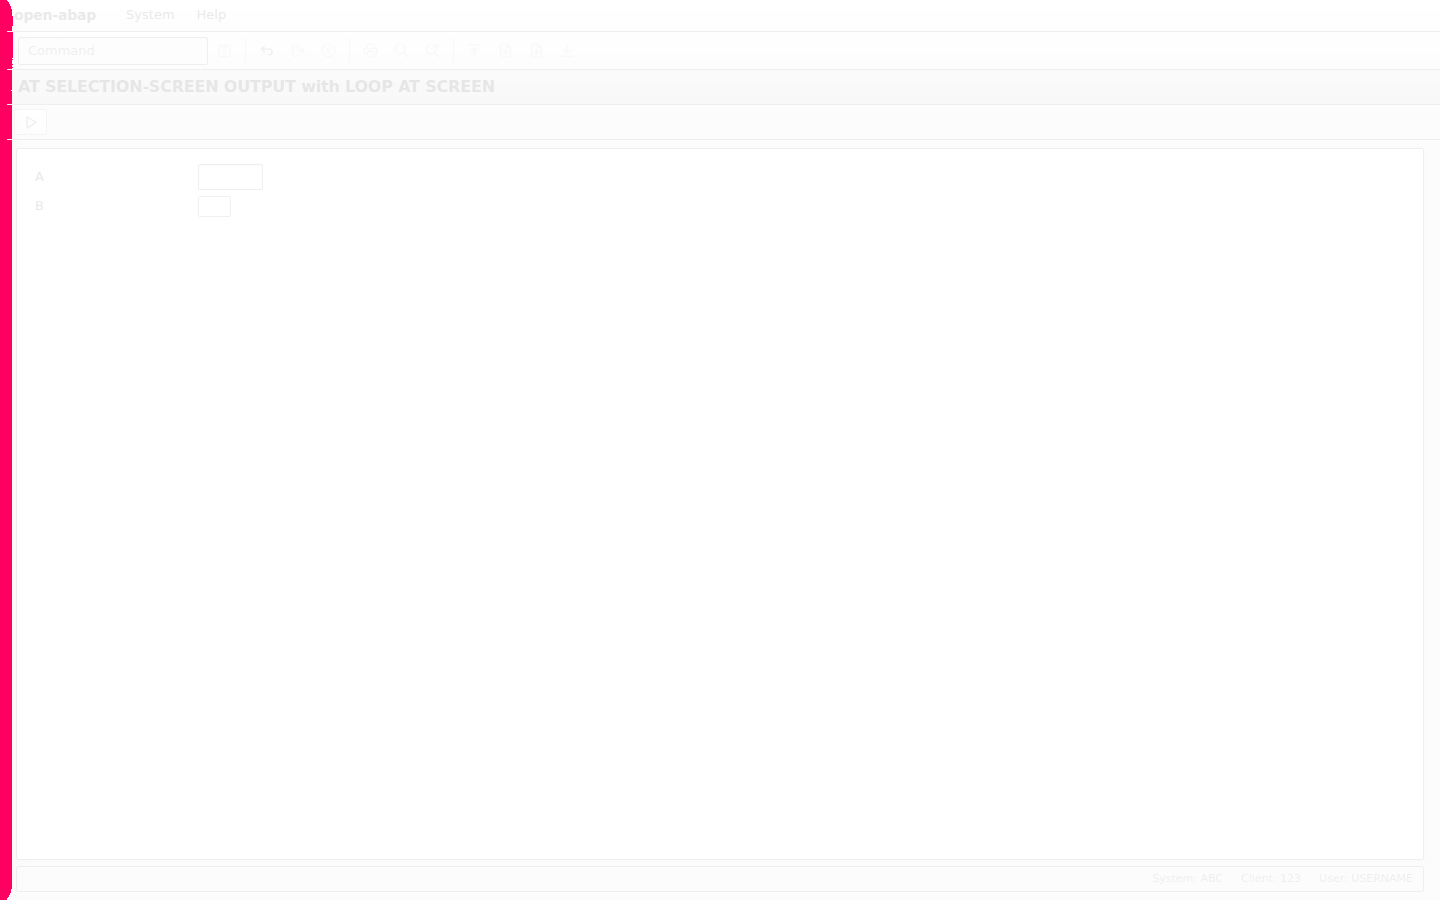 open-abap System Help
Command
AT SELECTION-SCREEN OUTPUT with LOOP AT SCREEN
A
B
System: ABC Client: 123 User: USERNAME